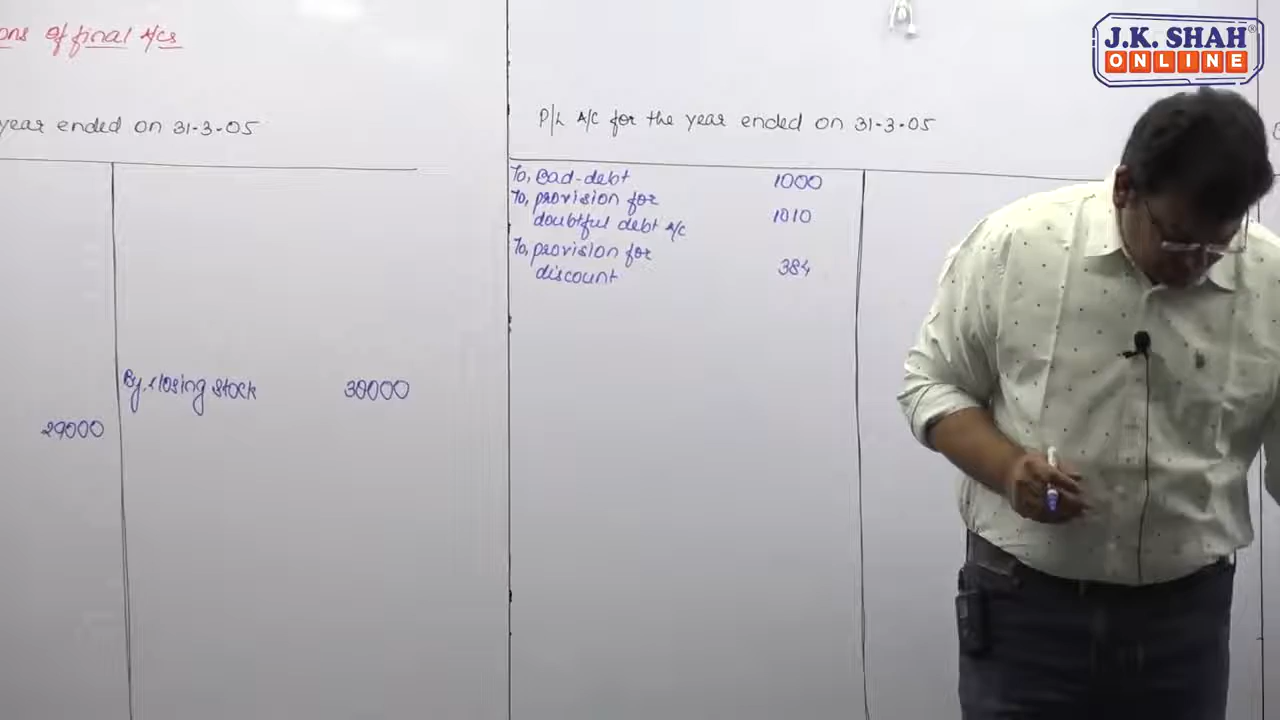 ons of final A/cs
J.K. SHAH®
ONLINE
year ended on 31-3-05
P/L A/C for the year ended on 31-3-05
To, Bad-debt 1000
To, provision for
doubtful debt A/c 1010
To, provision for
discount 384
By, closing stock 30000
29000